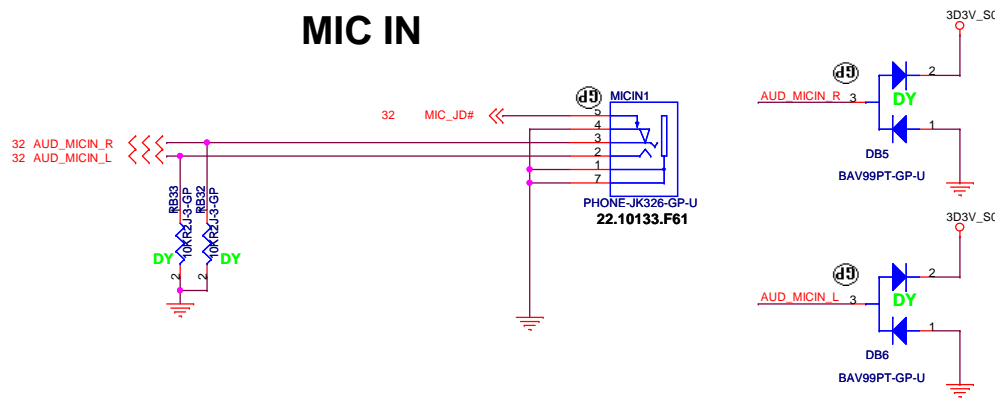 MIC IN
3D3V_S0
GP
2
AUD_MICIN_R
3
DY
1
DB5
BAV99PT-GP-U
GP
MICIN1
32 MIC_JD#
5
4
3
2
1
7
PHONE-JK326-GP-U
22.10133.F61
32 AUD_MICIN_R
32 AUD_MICIN_L
RB33
10KR2J-3-GP
DY
2
RB32
10KR2J-3-GP
DY
2
3D3V_S0
GP
2
AUD_MICIN_L
3
DY
1
DB6
BAV99PT-GP-U